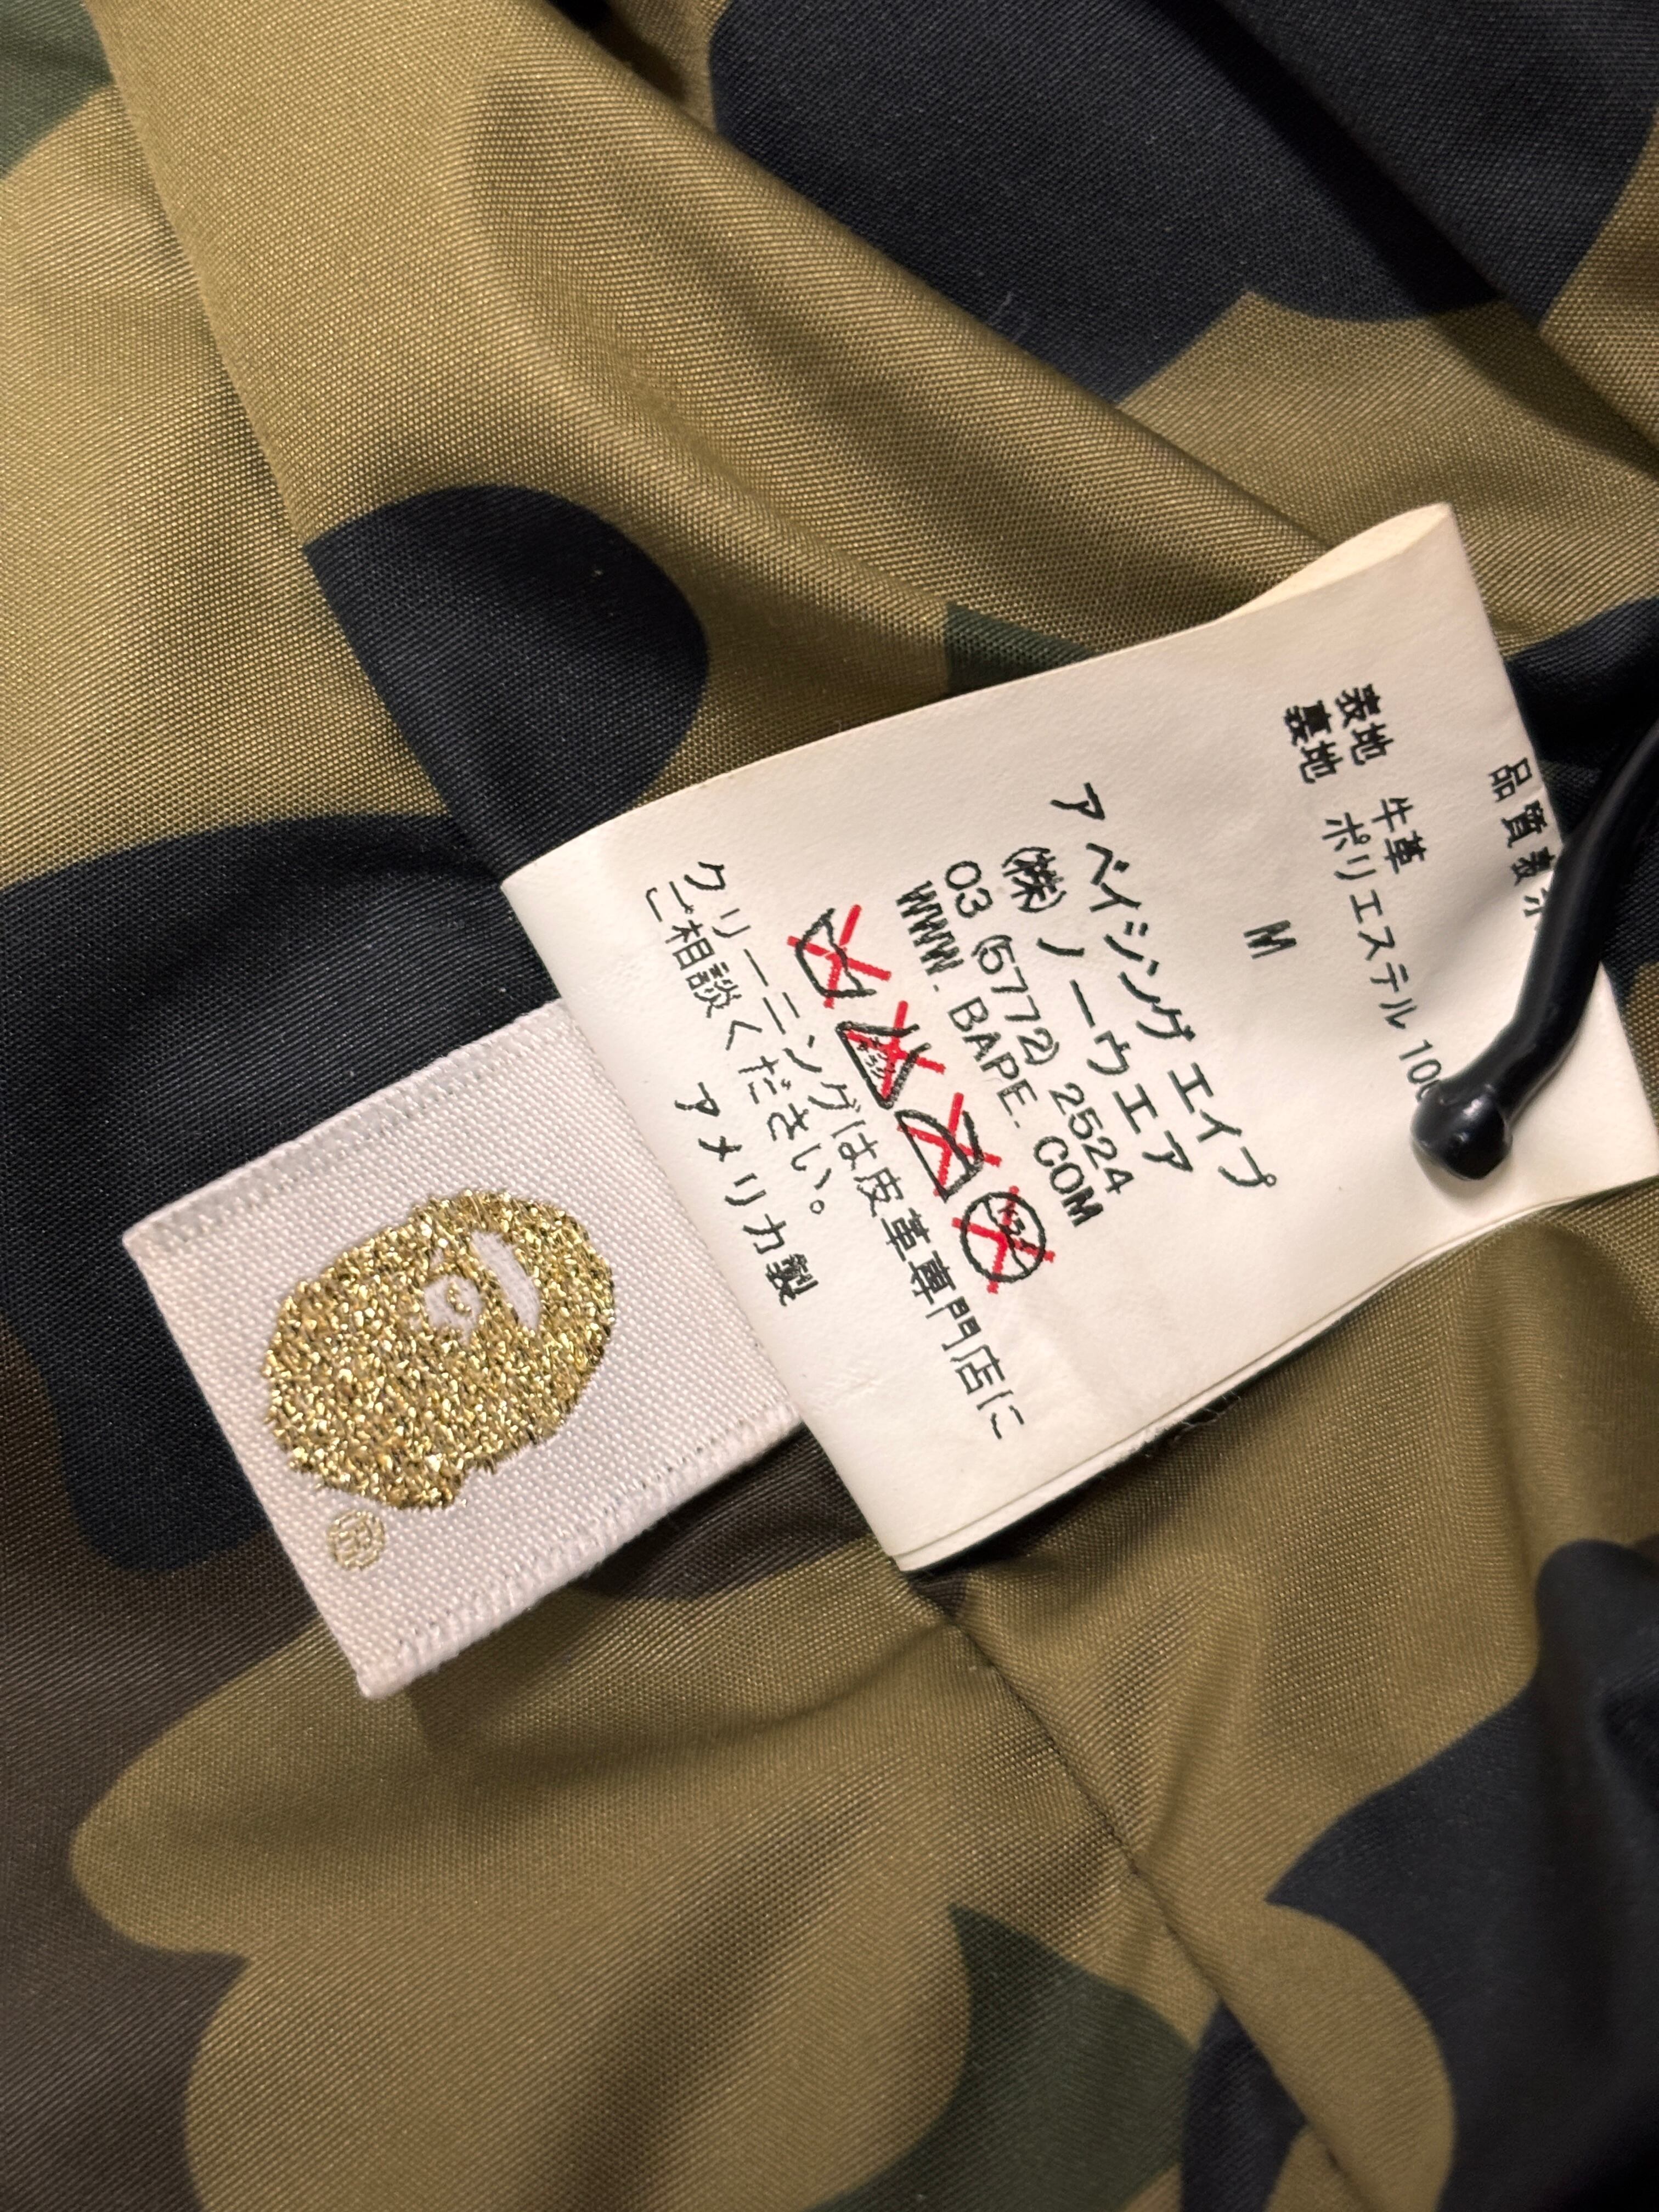 品質表示
表地 牛革
裏地 ポリエステル 100
M
ア ベイシング エイプ
(株)ノーウェア
03 (5772) 2524
WWW. BAPE. COM
クリーニングは皮革専門店に
ご相談ください。
アメリカ製
®